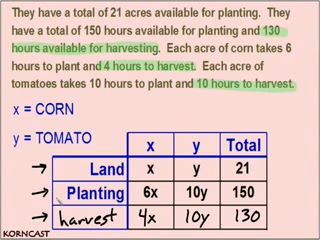 They have a total of 21 acres available for planting. They
have a total of 150 hours available for planting and 130
hours available for harvesting. Each acre of corn takes 6
hours to plant and 4 hours to harvest. Each acre of
tomatoes takes 10 hours to plant and 10 hours to harvest.
x = CORN
y = TOMATO
x y Total
Land x y 21
Planting 6x 10y 150
harvest 4x 10y 130
KORNCAST